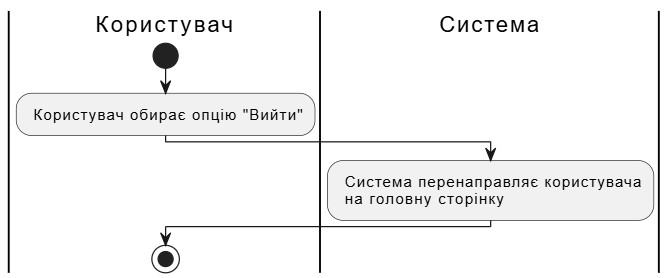 Користувач
Система
Користувач обирає опцію "Вийти"
Система перенаправляє користувача
на головну сторінку